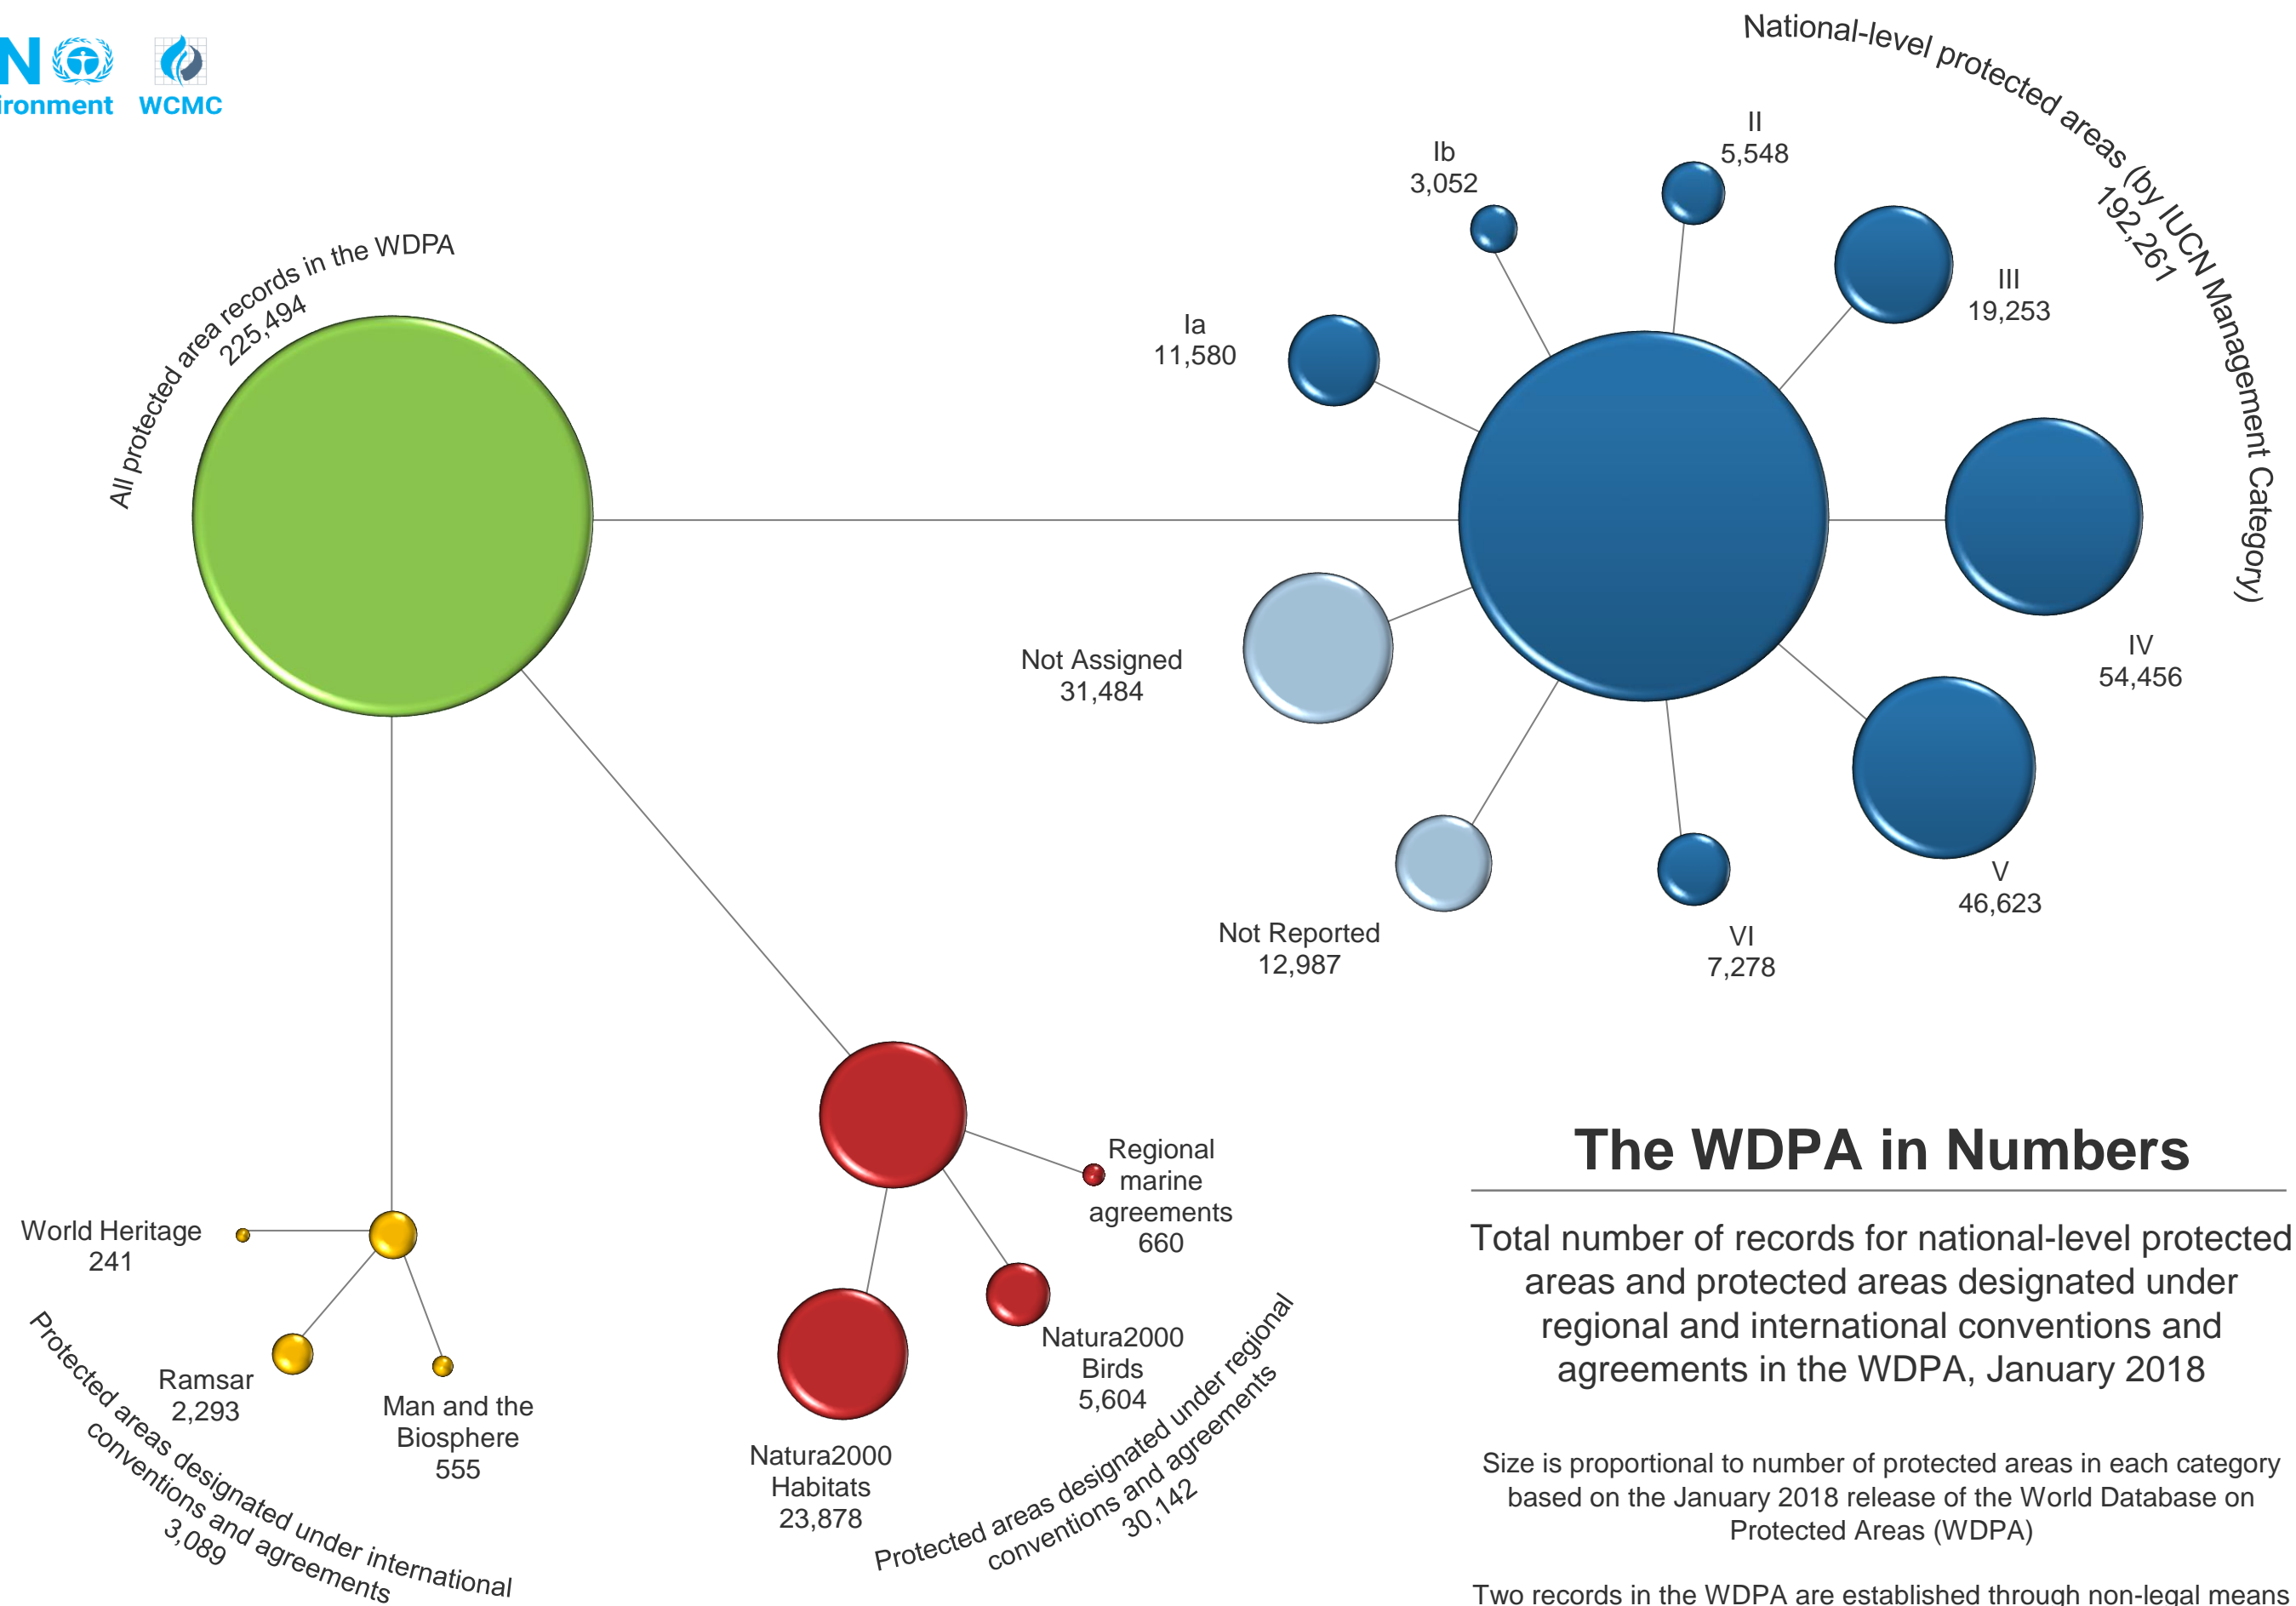 N
ironment WCMC
All protected area records in the WDPA
225,494
National-level protected areas (by IUCN Management Category)
192,261
Ia
11,580
Ib
3,052
II
5,548
III
19,253
IV
54,456
V
46,623
VI
7,278
Not Reported
12,987
Not Assigned
31,484
World Heritage
241
Ramsar
2,293
Man and the
Biosphere
555
Protected areas designated under international
conventions and agreements
3,089
Regional
marine
agreements
660
Natura2000
Birds
5,604
Natura2000
Habitats
23,878
Protected areas designated under regional
conventions and agreements
30,142
The WDPA in Numbers
Total number of records for national-level protected
areas and protected areas designated under
regional and international conventions and
agreements in the WDPA, January 2018
Size is proportional to number of protected areas in each category
based on the January 2018 release of the World Database on
Protected Areas (WDPA)
Two records in the WDPA are established through non-legal means